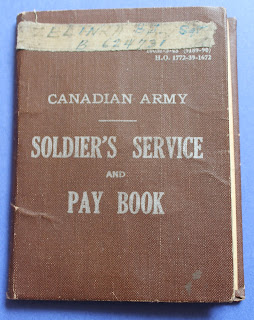 H.Q. 1772-39-1672
CANADIAN ARMY
SOLDIER'S SERVICE
AND
PAY BOOK